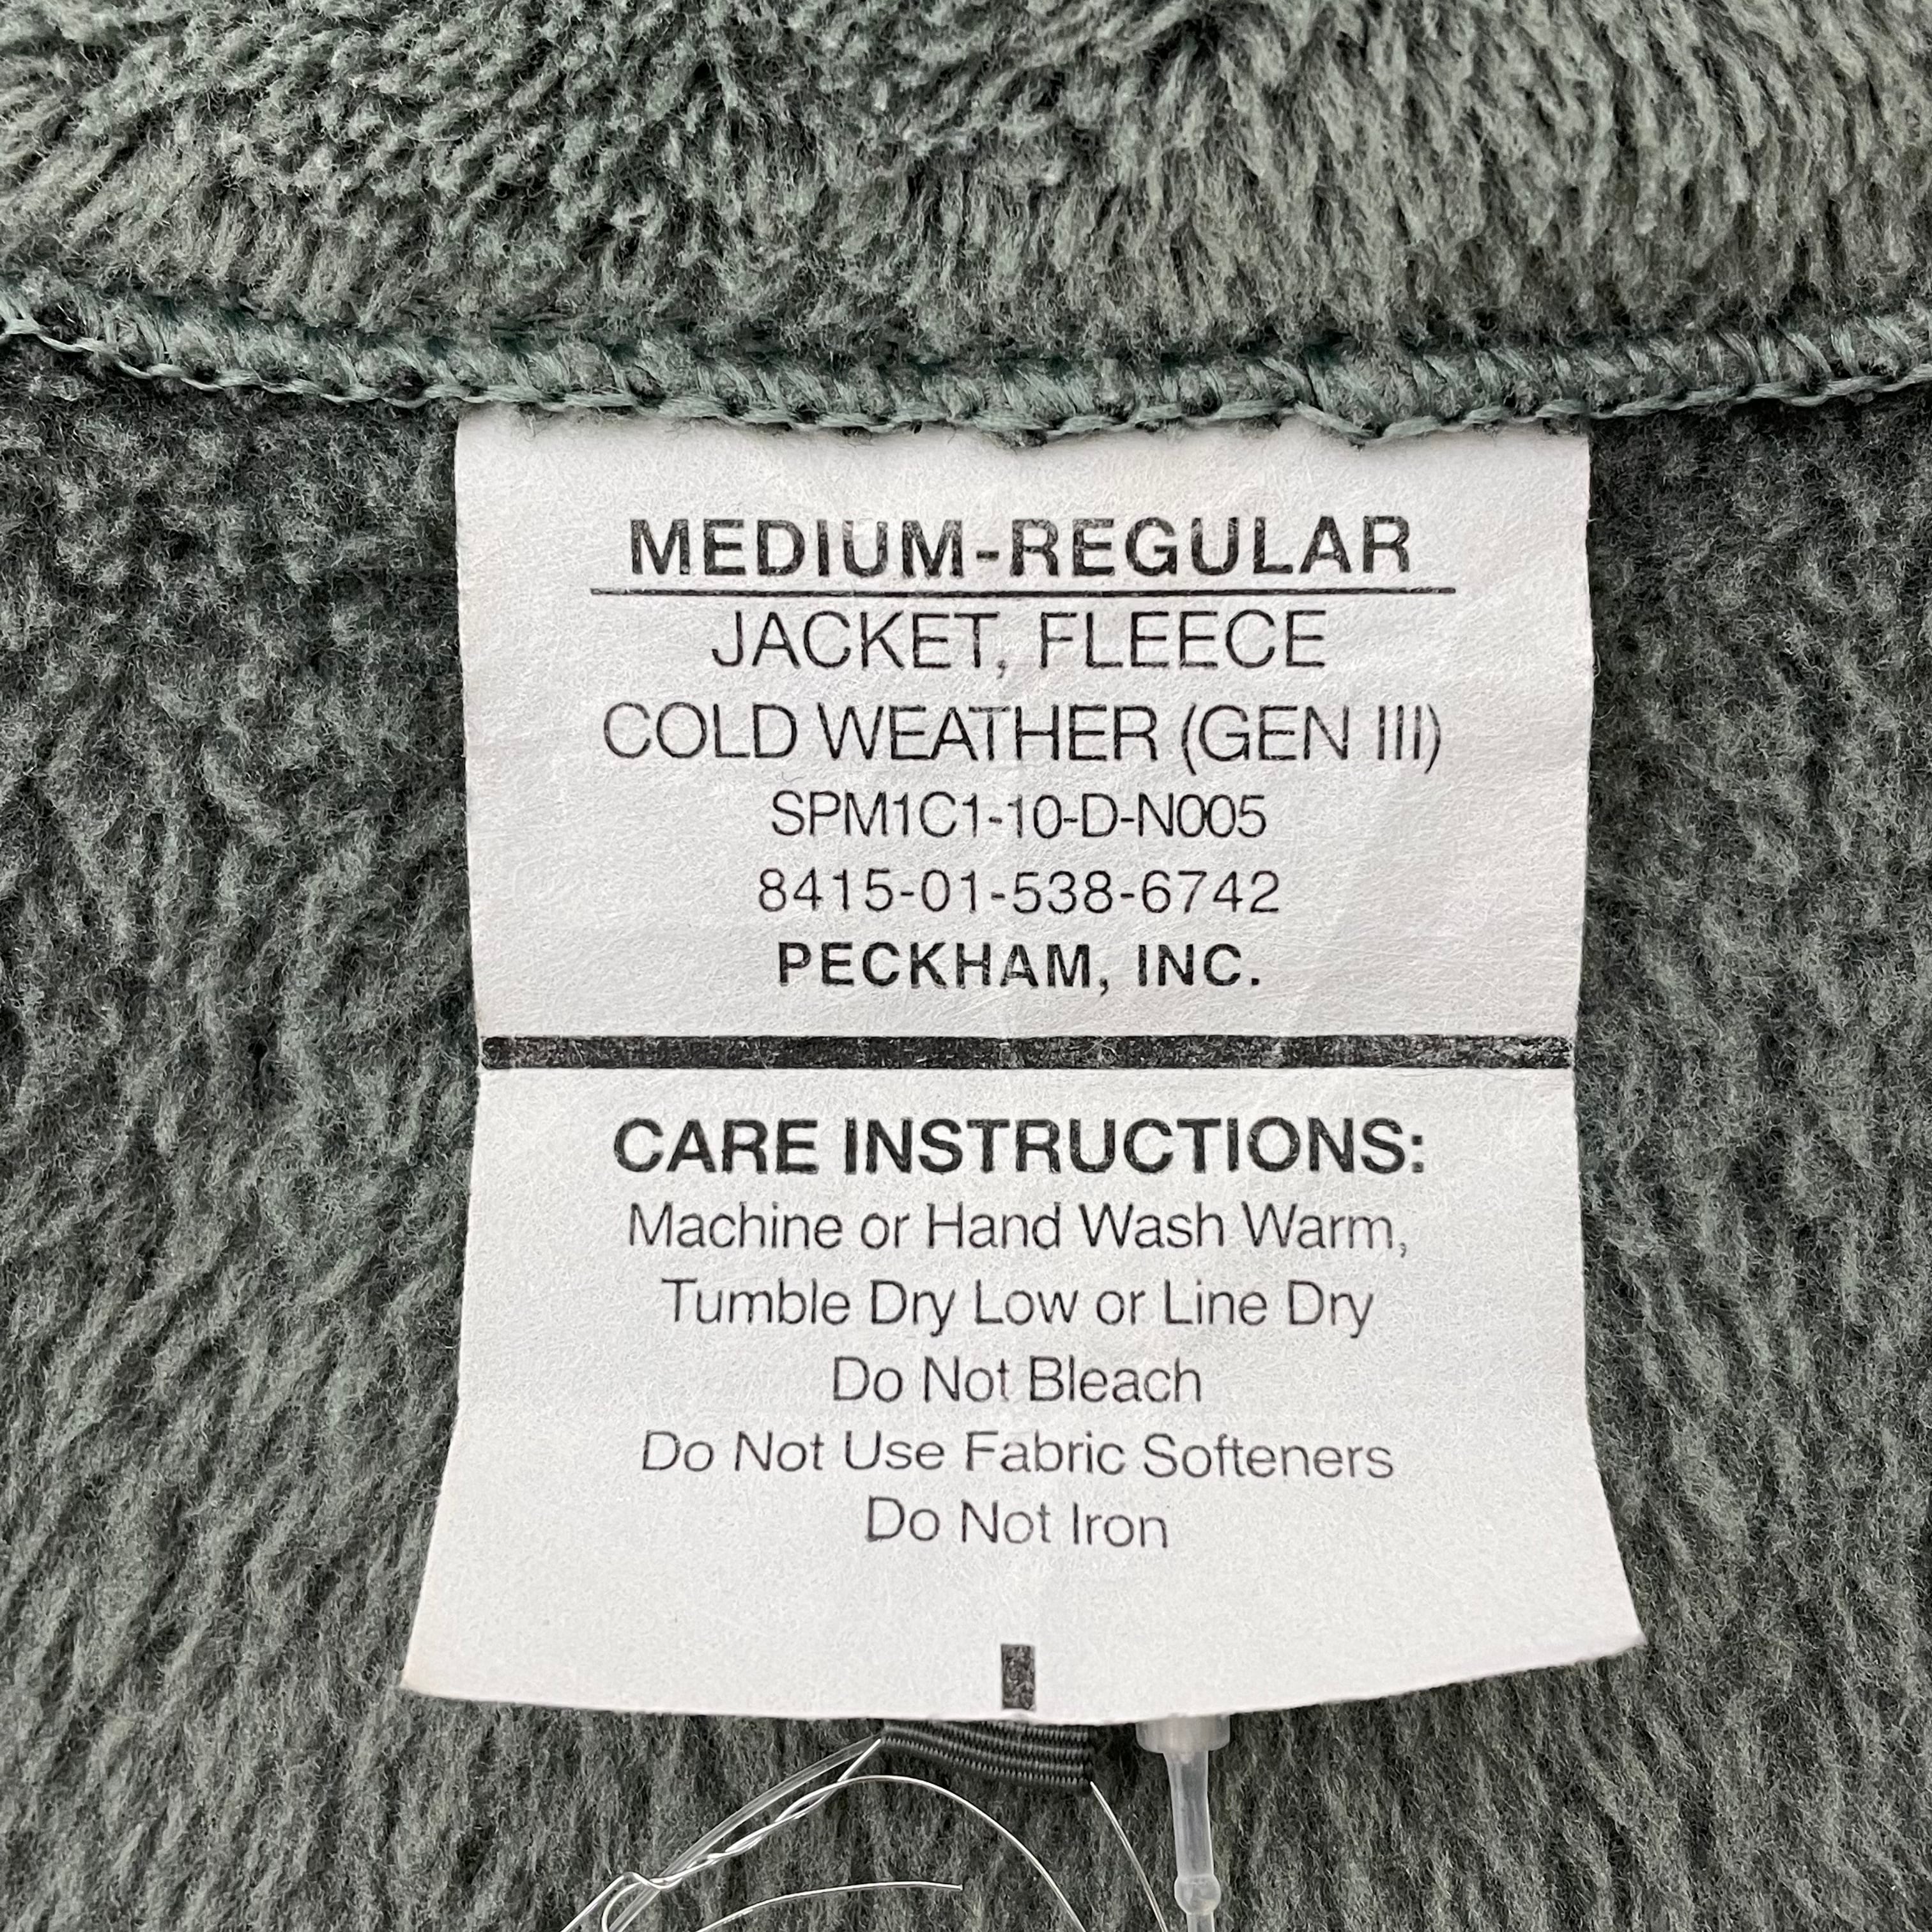 MEDIUM-REGULAR
JACKET, FLEECE
COLD WEATHER (GEN III)
SPM1C1-10-D-N005
8415-01-538-6742
PECKHAM, INC.
CARE INSTRUCTIONS:
Machine or Hand Wash Warm,
Tumble Dry Low or Line Dry
Do Not Bleach
Do Not Use Fabric Softeners
Do Not Iron